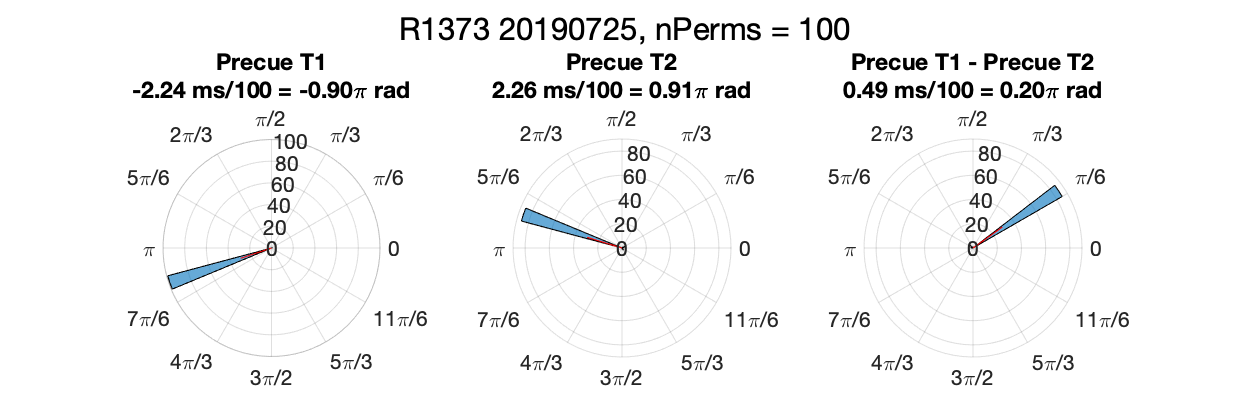 R1373 20190725, nPerms = 100
Precue T1
-2.24 ms/100 = -0.90π rad
π/2
2π/3
π/3
5π/6
π/6
π
0
7π/6
11π/6
4π/3
5π/3
3π/2
100
80
60
40
20
0
Precue T2
2.26 ms/100 = 0.91π rad
π/2
2π/3
π/3
5π/6
π/6
π
0
7π/6
11π/6
4π/3
5π/3
3π/2
80
60
40
20
0
Precue T1 - Precue T2
0.49 ms/100 = 0.20π rad
π/2
2π/3
π/3
5π/6
π/6
π
0
7π/6
11π/6
4π/3
5π/3
3π/2
80
60
40
20
0